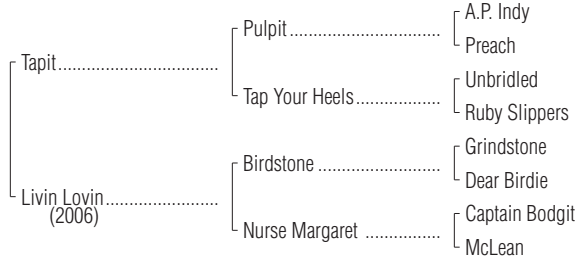 A.P. Indy
Pulpit
Preach
Tapit
Unbridled
Tap Your Heels
Ruby Slippers
Grindstone
Birdstone
Dear Birdie
Livin Lovin
(2006)
Captain Bodgit
Nurse Margaret
McLean